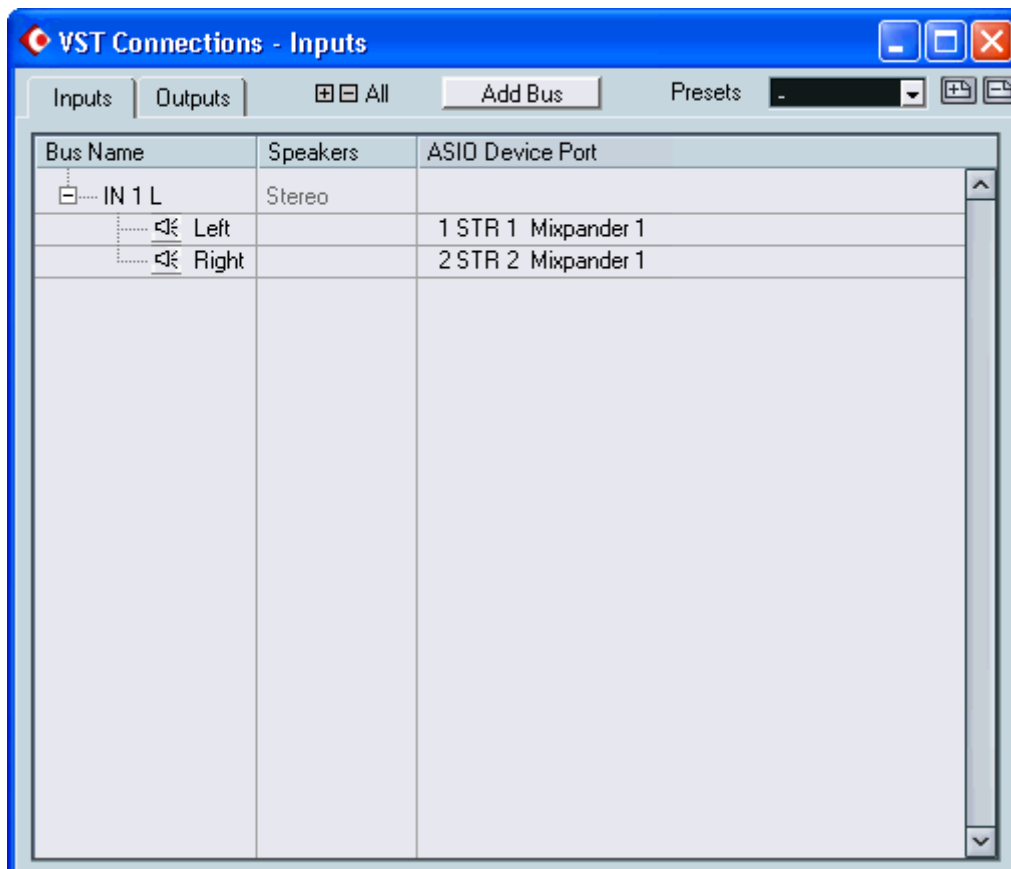 VST Connections - Inputs
Inputs Outputs All Add Bus Presets -
Bus Name Speakers ASIO Device Port
IN 1 L Stereo
Left 1 STR 1 Mixpander 1
Right 2 STR 2 Mixpander 1